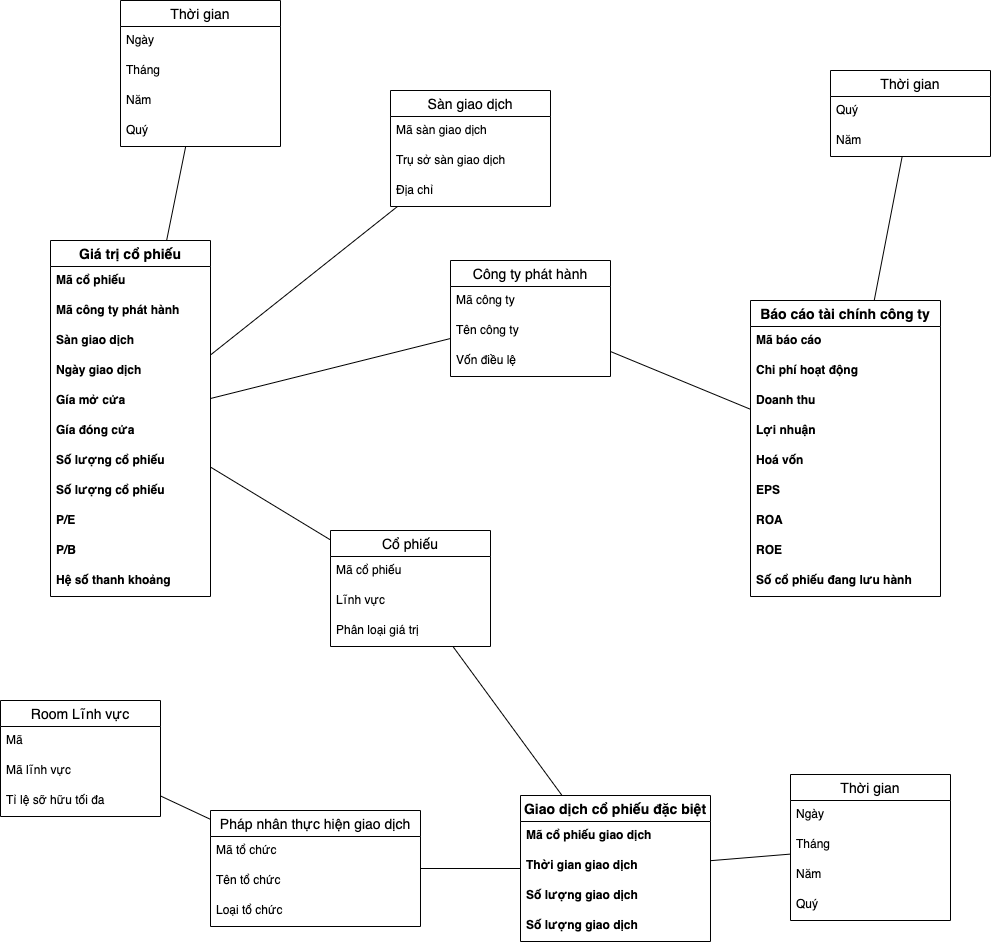 Thời gian
Ngày
Tháng
Năm
Quý
Sàn giao dịch
Mã sàn giao dịch
Trụ sở sàn giao dịch
Địa chỉ
Thời gian
Quý
Năm
Giá trị cổ phiếu
Mã cổ phiếu
Mã công ty phát hành
Sàn giao dịch
Ngày giao dịch
Gía mở cửa
Gía đóng cửa
Số lượng cổ phiếu
Số lượng cổ phiếu
P/E
P/B
Hệ số thanh khoảng
Công ty phát hành
Mã công ty
Tên công ty
Vốn điều lệ
Báo cáo tài chính công ty
Mã báo cáo
Chi phí hoạt động
Doanh thu
Lợi nhuận
Hoá vốn
EPS
ROA
ROE
Số cổ phiếu đang lưu hành
Cổ phiếu
Mã cổ phiếu
Lĩnh vực
Phân loại giá trị
Room Lĩnh vực
Mã
Mã lĩnh vực
Tỉ lệ sỡ hữu tối đa
Pháp nhân thực hiện giao dịch
Mã tổ chức
Tên tổ chức
Loại tổ chức
Giao dịch cổ phiếu đặc biệt
Mã cổ phiếu giao dịch
Thời gian giao dịch
Số lượng giao dịch
Số lượng giao dịch
Thời gian
Ngày
Tháng
Năm
Quý